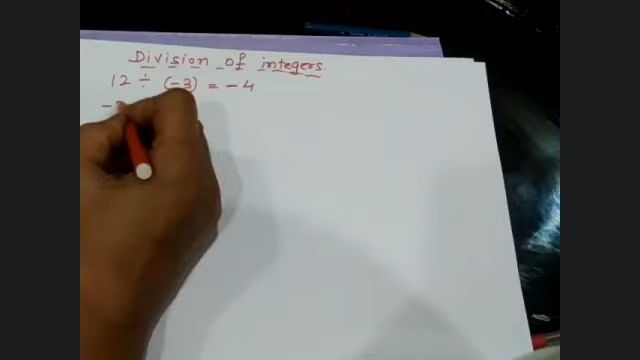 Division of integers
12 ÷ (-3) = -4
-